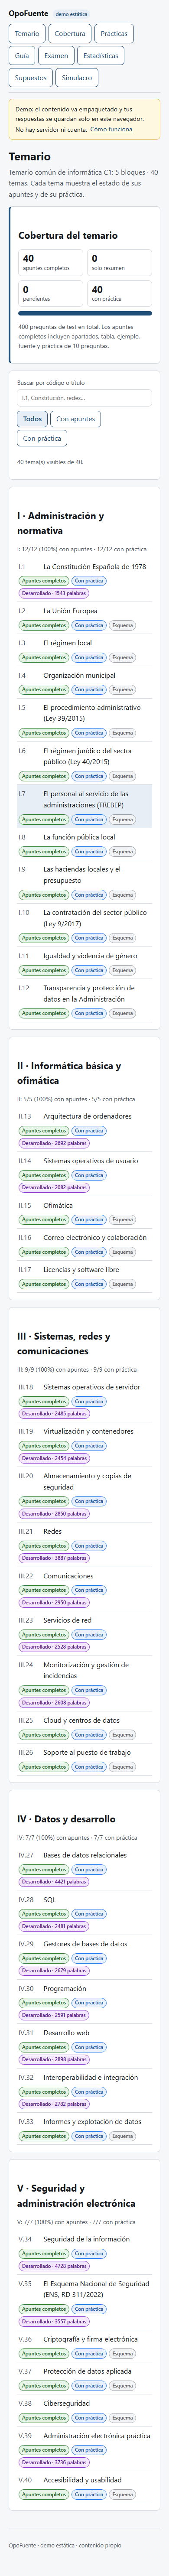 OpoFuente demo estática
Temario Cobertura Prácticas
Guía Examen Estadísticas
Supuestos Simulacro
Demo: el contenido va empaquetado y tus
respuestas se guardan solo en este navegador.
No hay servidor ni cuenta. Cómo funciona
Temario
Temario común de informática C1: 5 bloques · 40
temas. Cada tema muestra el estado de sus
apuntes y de su práctica.
Cobertura del temario
40
apuntes completos
0
solo resumen
0
pendientes
40
con práctica
400 preguntas de test en total. Los apuntes
completos incluyen apartados, tabla, ejemplo,
fuente y práctica de 10 preguntas.
Buscar por código o título
I.1, Constitución, redes...
Todos Con apuntes
Con práctica
40 tema(s) visibles de 40.
I · Administración y
normativa
I: 12/12 (100%) con apuntes · 12/12 con práctica
I.1 La Constitución Española de 1978
Apuntes completos Con práctica
Desarrollado · 1543 palabras
I.2 La Unión Europea
Apuntes completos Con práctica Esquema
I.3 El régimen local
Apuntes completos Con práctica Esquema
I.4 Organización municipal
Apuntes completos Con práctica Esquema
I.5 El procedimiento administrativo
(Ley 39/2015)
Apuntes completos Con práctica Esquema
I.6 El régimen jurídico del sector
público (Ley 40/2015)
Apuntes completos Con práctica Esquema
I.7 El personal al servicio de las
administraciones (TREBEP)
Apuntes completos Con práctica Esquema
I.8 La función pública local
Apuntes completos Con práctica Esquema
I.9 Las haciendas locales y el
presupuesto
Apuntes completos Con práctica Esquema
I.10 La contratación del sector público
(Ley 9/2017)
Apuntes completos Con práctica Esquema
I.11 Igualdad y violencia de género
Apuntes completos Con práctica Esquema
I.12 Transparencia y protección de
datos en la Administración
Apuntes completos Con práctica Esquema
II · Informática básica y
ofimática
II: 5/5 (100%) con apuntes · 5/5 con práctica
II.13 Arquitectura de ordenadores
Apuntes completos Con práctica
Desarrollado · 2692 palabras
II.14 Sistemas operativos de usuario
Apuntes completos Con práctica
Desarrollado · 2082 palabras
II.15 Ofimática
Apuntes completos Con práctica Esquema
II.16 Correo electrónico y colaboración
Apuntes completos Con práctica Esquema
II.17 Licencias y software libre
Apuntes completos Con práctica Esquema
III · Sistemas, redes y
comunicaciones
III: 9/9 (100%) con apuntes · 9/9 con práctica
III.18 Sistemas operativos de servidor
Apuntes completos Con práctica
Desarrollado · 2485 palabras
III.19 Virtualización y contenedores
Apuntes completos Con práctica
Desarrollado · 2454 palabras
III.20 Almacenamiento y copias de
seguridad
Apuntes completos Con práctica
Desarrollado · 2850 palabras
III.21 Redes
Apuntes completos Con práctica
Desarrollado · 3887 palabras
III.22 Comunicaciones
Apuntes completos Con práctica
Desarrollado · 2950 palabras
III.23 Servicios de red
Apuntes completos Con práctica
Desarrollado · 2528 palabras
III.24 Monitorización y gestión de
incidencias
Apuntes completos Con práctica
Desarrollado · 2608 palabras
III.25 Cloud y centros de datos
Apuntes completos Con práctica Esquema
III.26 Soporte al puesto de trabajo
Apuntes completos Con práctica Esquema
IV · Datos y desarrollo
IV: 7/7 (100%) con apuntes · 7/7 con práctica
IV.27 Bases de datos relacionales
Apuntes completos Con práctica
Desarrollado · 4421 palabras
IV.28 SQL
Apuntes completos Con práctica
Desarrollado · 2481 palabras
IV.29 Gestores de bases de datos
Apuntes completos Con práctica
Desarrollado · 2679 palabras
IV.30 Programación
Apuntes completos Con práctica
Desarrollado · 2591 palabras
IV.31 Desarrollo web
Apuntes completos Con práctica
Desarrollado · 2898 palabras
IV.32 Interoperabilidad e integración
Apuntes completos Con práctica
Desarrollado · 2782 palabras
IV.33 Informes y explotación de datos
Apuntes completos Con práctica Esquema
V · Seguridad y
administración electrónica
V: 7/7 (100%) con apuntes · 7/7 con práctica
V.34 Seguridad de la información
Apuntes completos Con práctica
Desarrollado · 4728 palabras
V.35 El Esquema Nacional de Seguridad
(ENS, RD 311/2022)
Apuntes completos Con práctica
Desarrollado · 3557 palabras
V.36 Criptografía y firma electrónica
Apuntes completos Con práctica Esquema
V.37 Protección de datos aplicada
Apuntes completos Con práctica Esquema
V.38 Ciberseguridad
Apuntes completos Con práctica Esquema
V.39 Administración electrónica práctica
Apuntes completos Con práctica
Desarrollado · 3736 palabras
V.40 Accesibilidad y usabilidad
Apuntes completos Con práctica Esquema
OpoFuente · demo estática · contenido propio